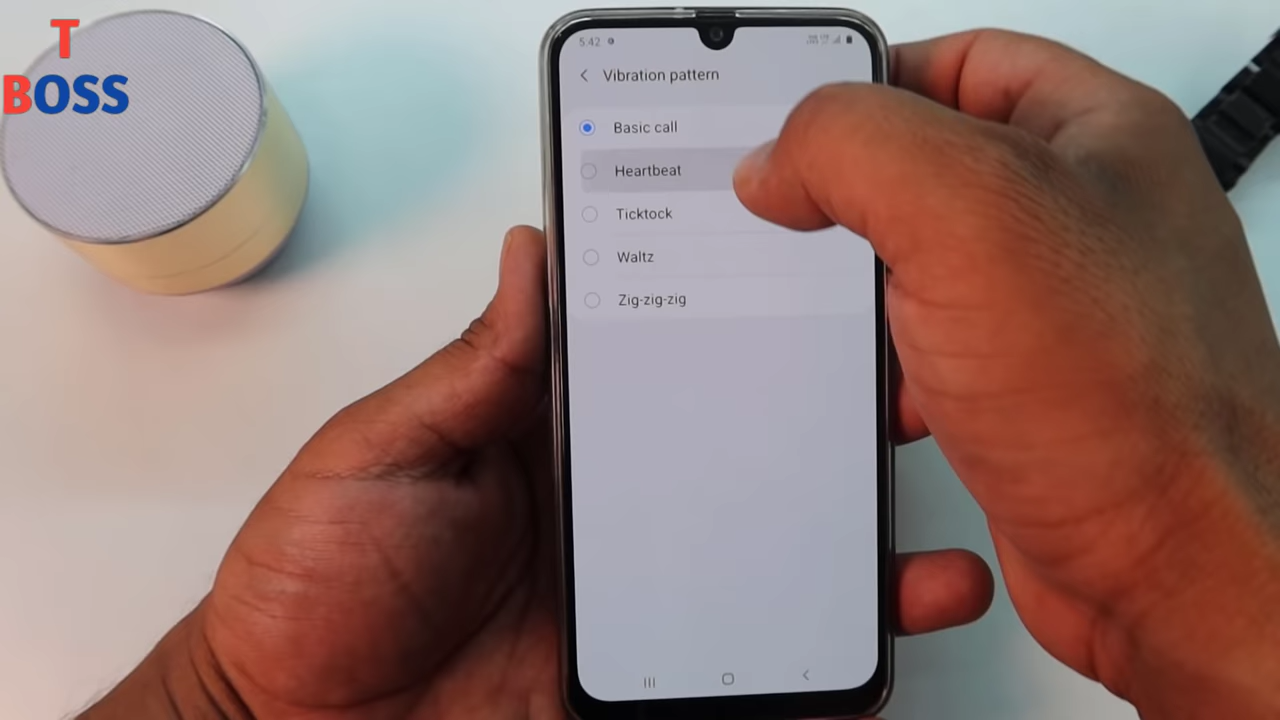 T
BOSS
5:42
Vibration pattern
Basic call
Heartbeat
Ticktock
Waltz
Zig-zig-zig